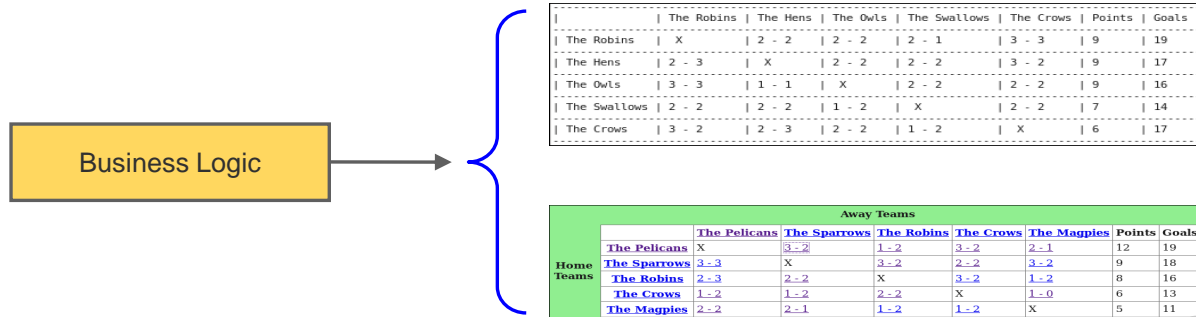 Business Logic
| | The Robins | The Hens | The Owls | The Swallows | The Crows | Points | Goals
| The Robins | X | 2 - 2 | 2 - 2 | 2 - 1 | 3 - 3 | 9 | 19
| The Hens | 2 - 3 | X | 2 - 2 | 2 - 2 | 3 - 2 | 9 | 17
| The Owls | 3 - 3 | 1 - 1 | X | 2 - 2 | 2 - 2 | 9 | 16
| The Swallows | 2 - 2 | 2 - 2 | 1 - 2 | X | 2 - 2 | 7 | 14
| The Crows | 3 - 2 | 2 - 3 | 2 - 2 | 1 - 2 | X | 6 | 17
Away Teams
The Pelicans The Sparrows The Robins The Crows The Magpies Points Goals
Home Teams
The Pelicans X 3 - 2 1 - 2 3 - 2 2 - 1 12 19
The Sparrows 3 - 3 X 3 - 2 2 - 2 3 - 2 9 18
The Robins 2 - 3 2 - 2 X 3 - 2 1 - 2 8 16
The Crows 1 - 2 1 - 2 2 - 2 X 1 - 0 6 13
The Magpies 2 - 2 2 - 1 1 - 2 1 - 2 X 5 11